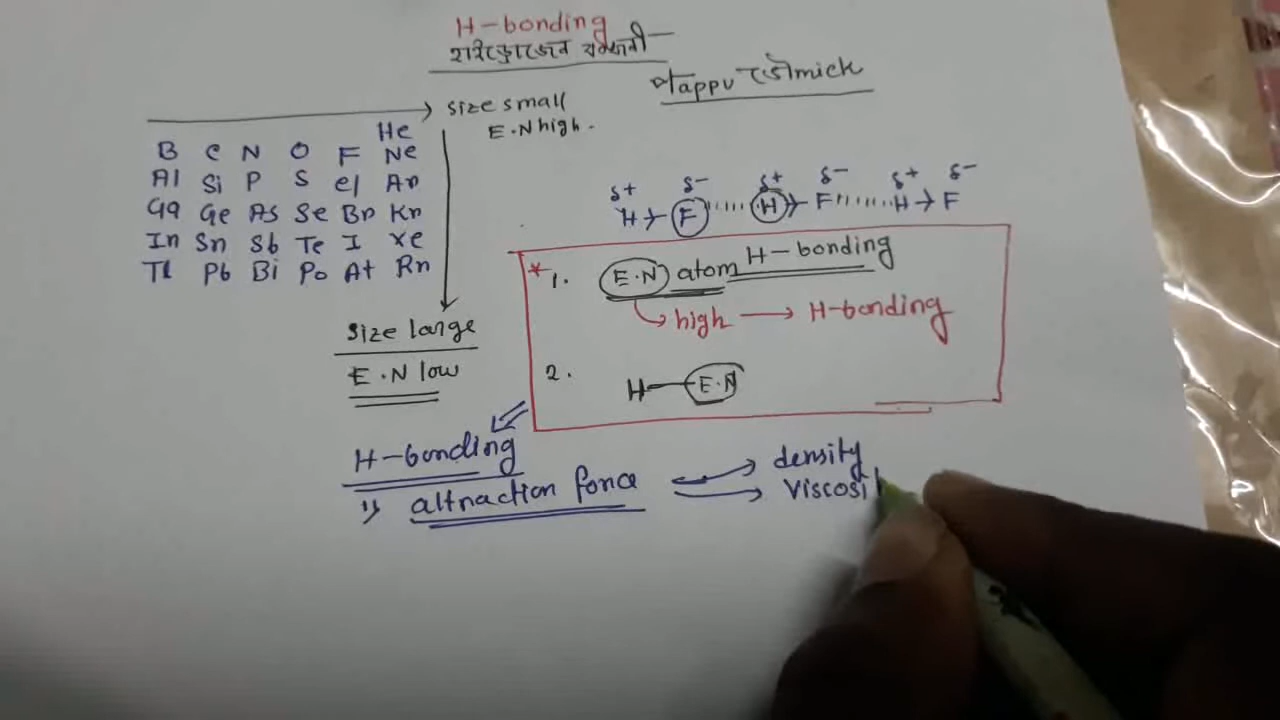 H-bonding
হাইড্রোজেন বন্ধনী
size small
E.N high.
He
B C N O F Ne
Al Si P S Cl Ar
Ga Ge As Se Br Kr
In Sn Sb Te I Xe
Tl Pb Bi Po At Rn
size large
E.N low
δ+ δ- δ+ δ- δ+ δ-
H F H F H F
*1. E.N atom H-bonding
high → H-bonding
2. H-E.N
H-bonding
1) attraction force
density
Viscosi